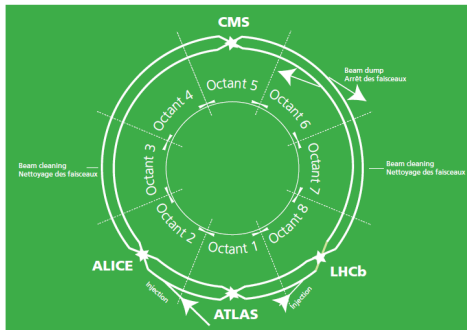 CMS
Beam dump
Arrêt des faisceaux
Octant 5
Octant 4
Octant 6
Octant 3
Octant 7
Beam cleaning
Nettoyage des faisceaux
Beam cleaning
Nettoyage des faisceaux
Octant 2
Octant 8
Octant 1
ALICE
LHCb
Injection
Injection
ATLAS